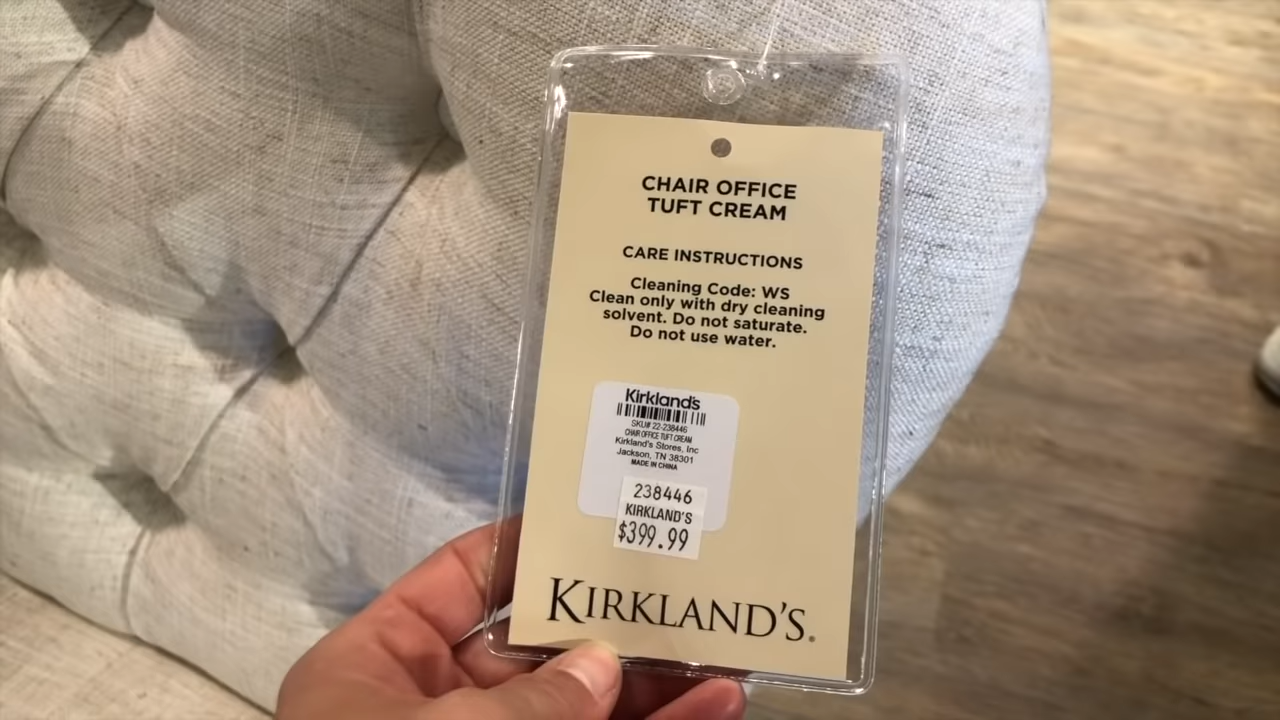 CHAIR OFFICE
TUFT CREAM
CARE INSTRUCTIONS
Cleaning Code: WS
Clean only with dry cleaning
solvent. Do not saturate.
Do not use water.
Kirkland's
SKU# 22-238446
CHAIR OFFICE TUFT CREAM
Kirkland's Stores, Inc
Jackson, TN 38301
MADE IN CHINA
238446
KIRKLAND'S
$399.99
KIRKLAND'S.